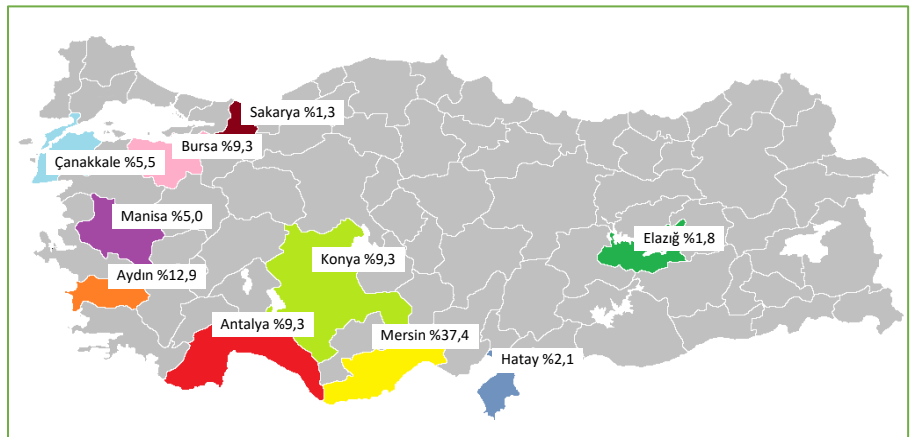 Sakarya %1,3
Bursa %9,3
Çanakkale %5,5
Manisa %5,0
Elazığ %1,8
Konya %9,3
Aydın %12,9
Antalya %9,3
Mersin %37,4
Hatay %2,1